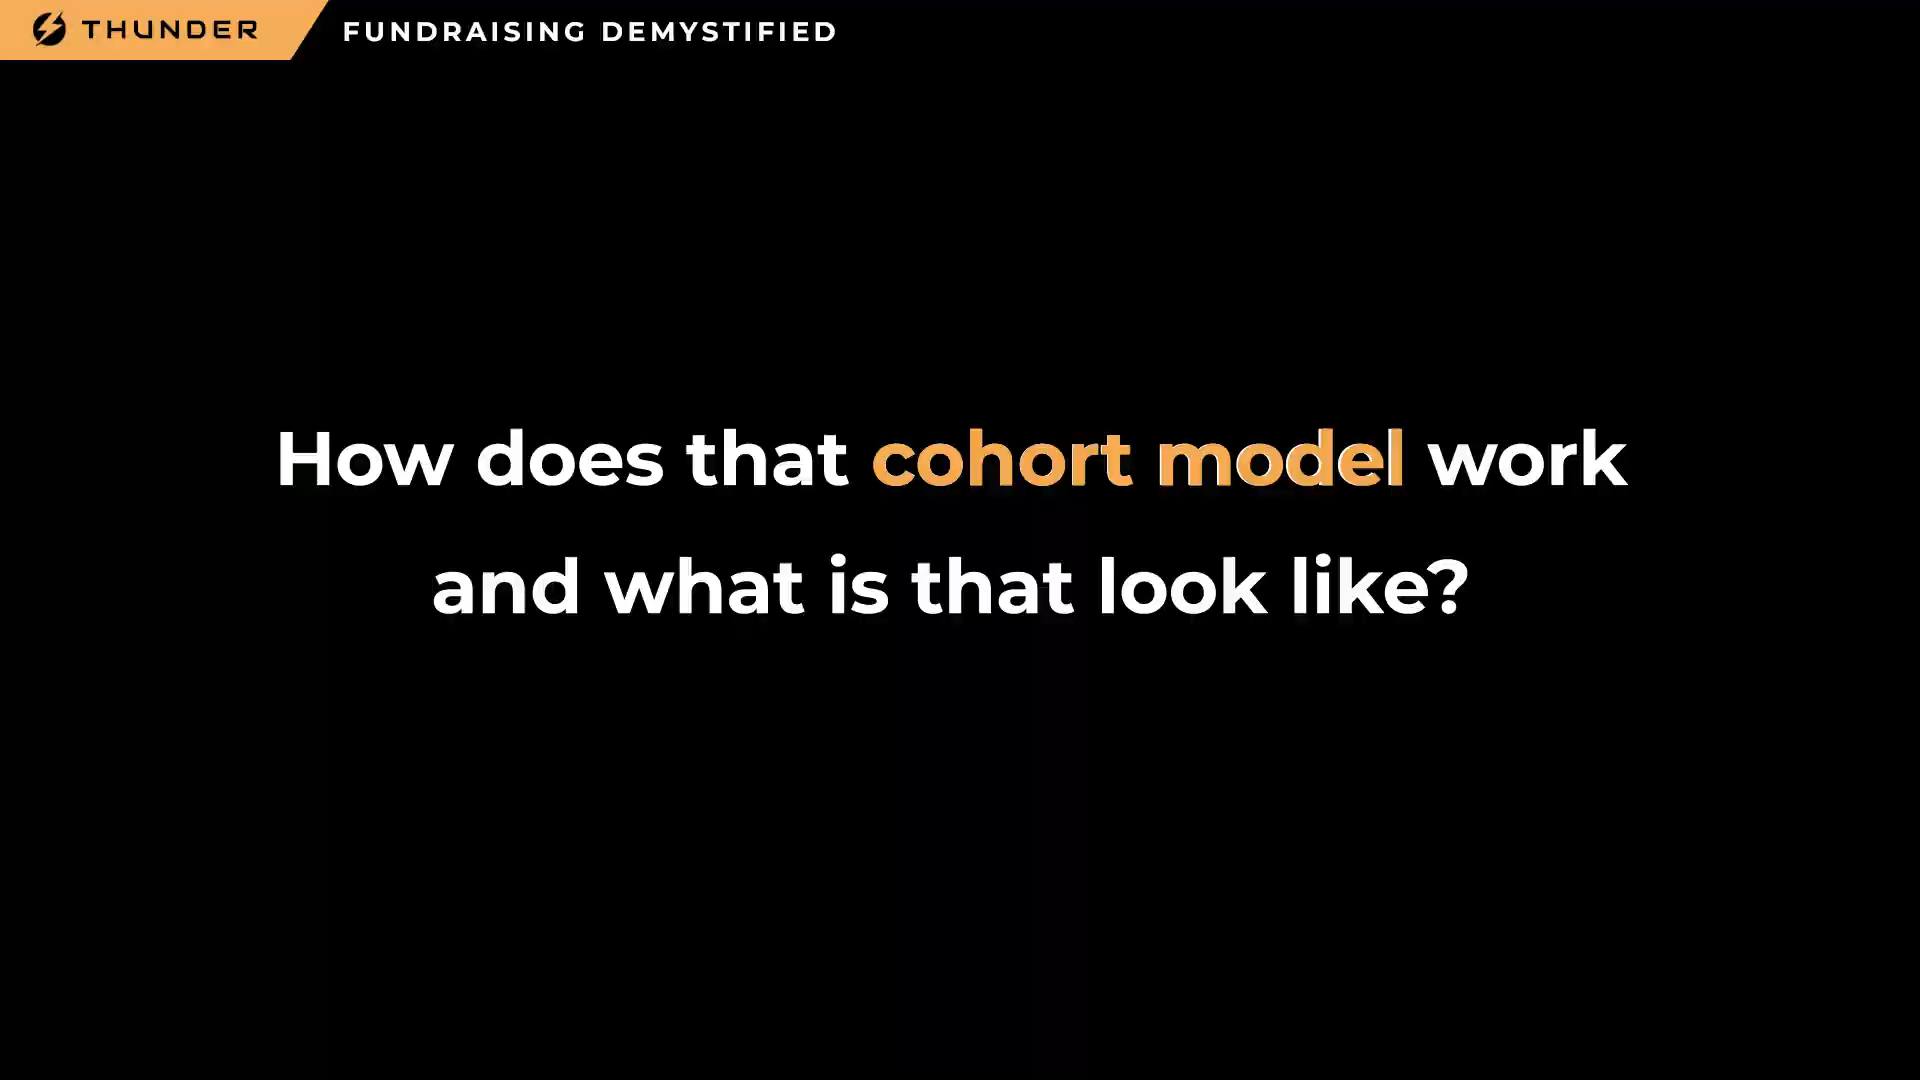 THUNDER
FUNDRAISING DEMYSTIFIED
How does that cohort model work
and what is that look like?